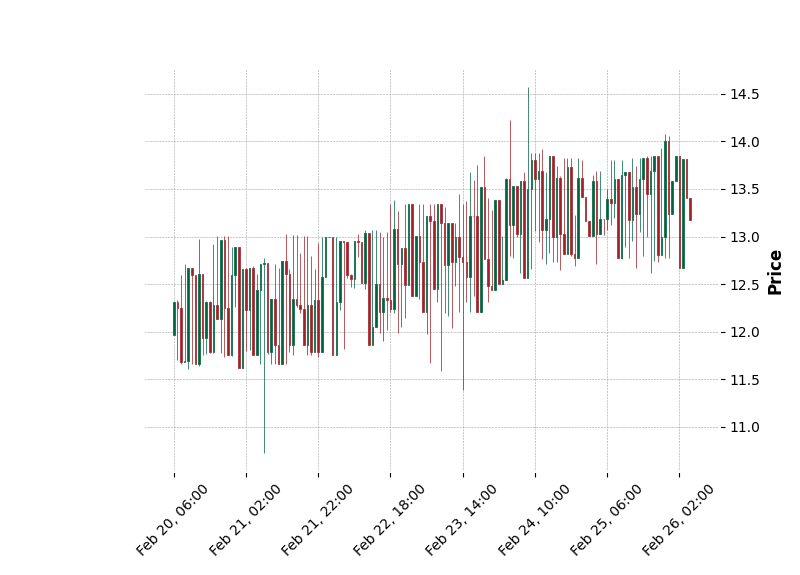 14.5
14.0
13.5
13.0
12.5
12.0
11.5
11.0
Price
Feb 20, 06:00
Feb 21, 02:00
Feb 21, 22:00
Feb 22, 18:00
Feb 23, 14:00
Feb 24, 10:00
Feb 25, 06:00
Feb 26, 02:00